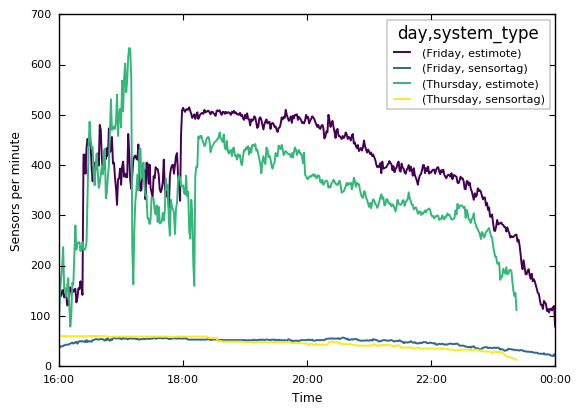 700
600
500
400
300
200
100
0
Sensors per minute
day,system_type
(Friday, estimote)
(Friday, sensortag)
(Thursday, estimote)
(Thursday, sensortag)
16:00 18:00 20:00 22:00 00:00
Time